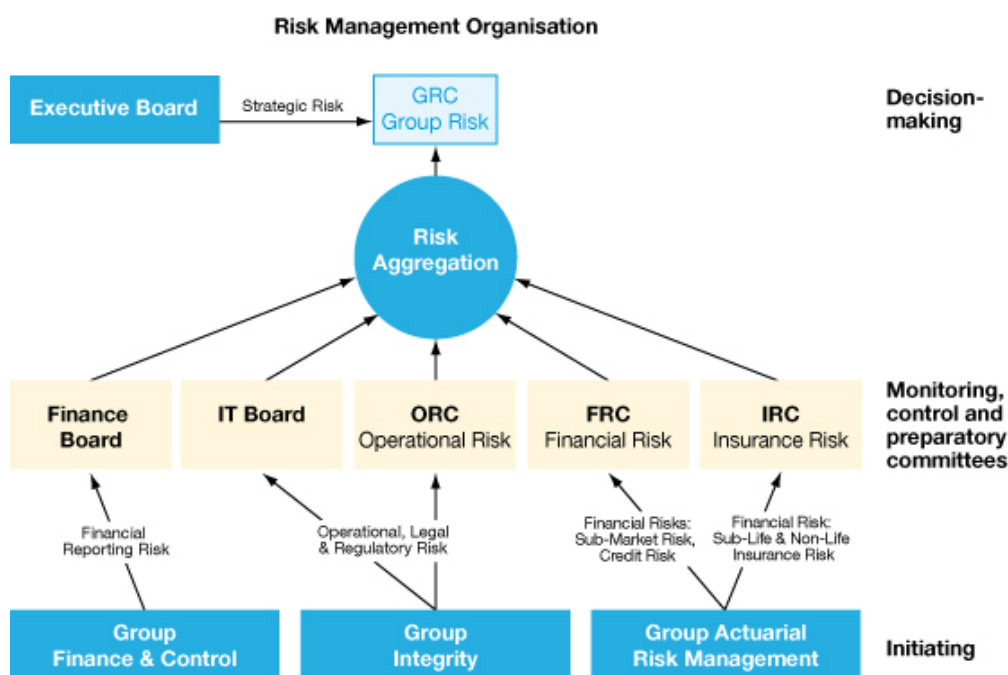 Risk Management Organisation
Executive Board
Strategic Risk
GRC
Group Risk
Decision-
making
Risk
Aggregation
Finance
Board
IT Board
ORC
Operational Risk
FRC
Financial Risk
IRC
Insurance Risk
Monitoring,
control and
preparatory
committees
Financial
Reporting Risk
Operational, Legal
& Regulatory Risk
Financial Risks:
Sub-Market Risk,
Credit Risk
Financial Risk:
Sub-Life & Non-Life
Insurance Risk
Group
Finance & Control
Group
Integrity
Group Actuarial
Risk Management
Initiating